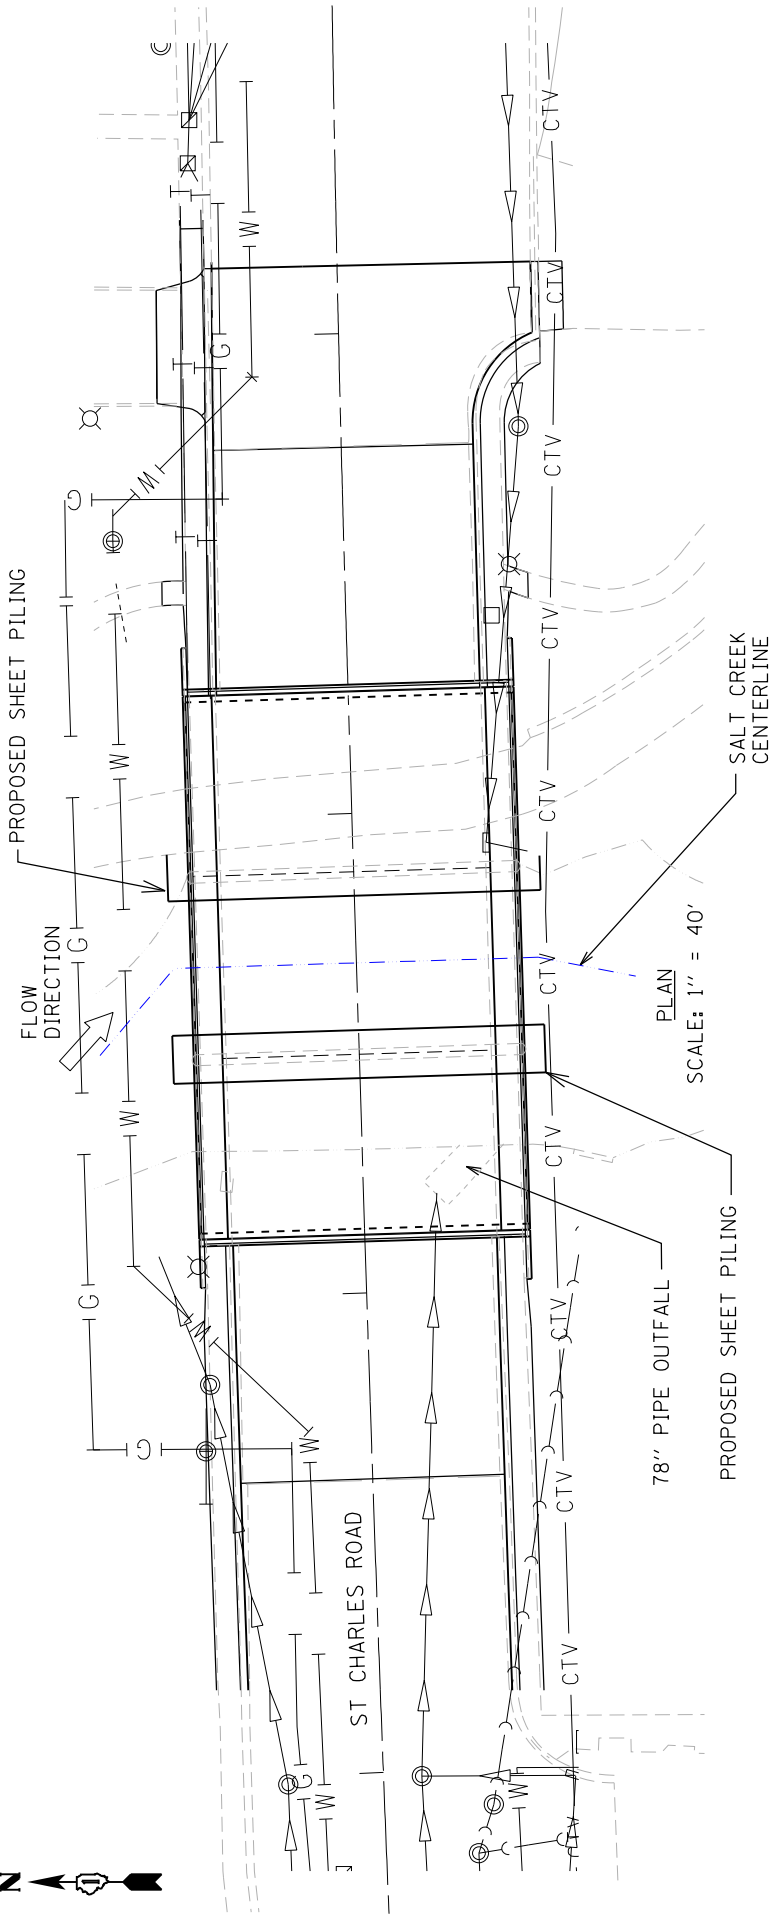 CTV
W
CTV
G
CTV
W
G
PROPOSED SHEET PILING
CTV
W
SALT CREEK
CENTERLINE
CTV
G
FLOW
DIRECTION
CTV
PLAN
SCALE: 1'' = 40'
W
CTV
G
CTV
W
78'' PIPE OUTFALL
PROPOSED SHEET PILING
G
W
CTV
ST CHARLES ROAD
CTV
G
W
W
N